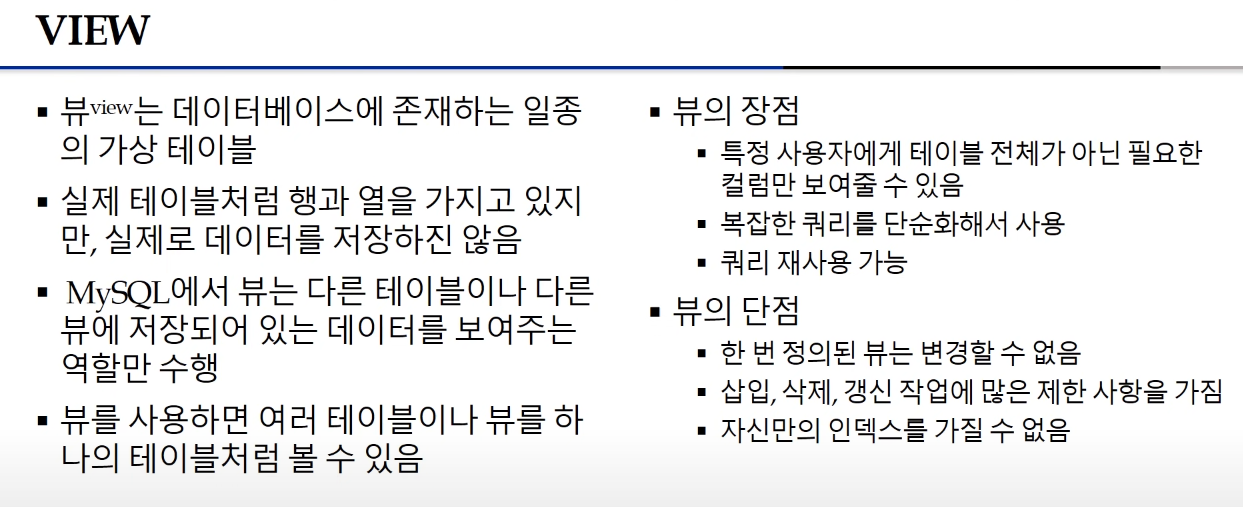 VIEW
▪ 뷰view는 데이터베이스에 존재하는 일종
의 가상 테이블
▪ 실제 테이블처럼 행과 열을 가지고 있지
만, 실제로 데이터를 저장하진 않음
▪ MySQL에서 뷰는 다른 테이블이나 다른
뷰에 저장되어 있는 데이터를 보여주는
역할만 수행
▪ 뷰를 사용하면 여러 테이블이나 뷰를 하
나의 테이블처럼 볼 수 있음
▪ 뷰의 장점
▪ 특정 사용자에게 테이블 전체가 아닌 필요한
컬럼만 보여줄 수 있음
▪ 복잡한 쿼리를 단순화해서 사용
▪ 쿼리 재사용 가능
▪ 뷰의 단점
▪ 한 번 정의된 뷰는 변경할 수 없음
▪ 삽입, 삭제, 갱신 작업에 많은 제한 사항을 가짐
▪ 자신만의 인덱스를 가질 수 없음